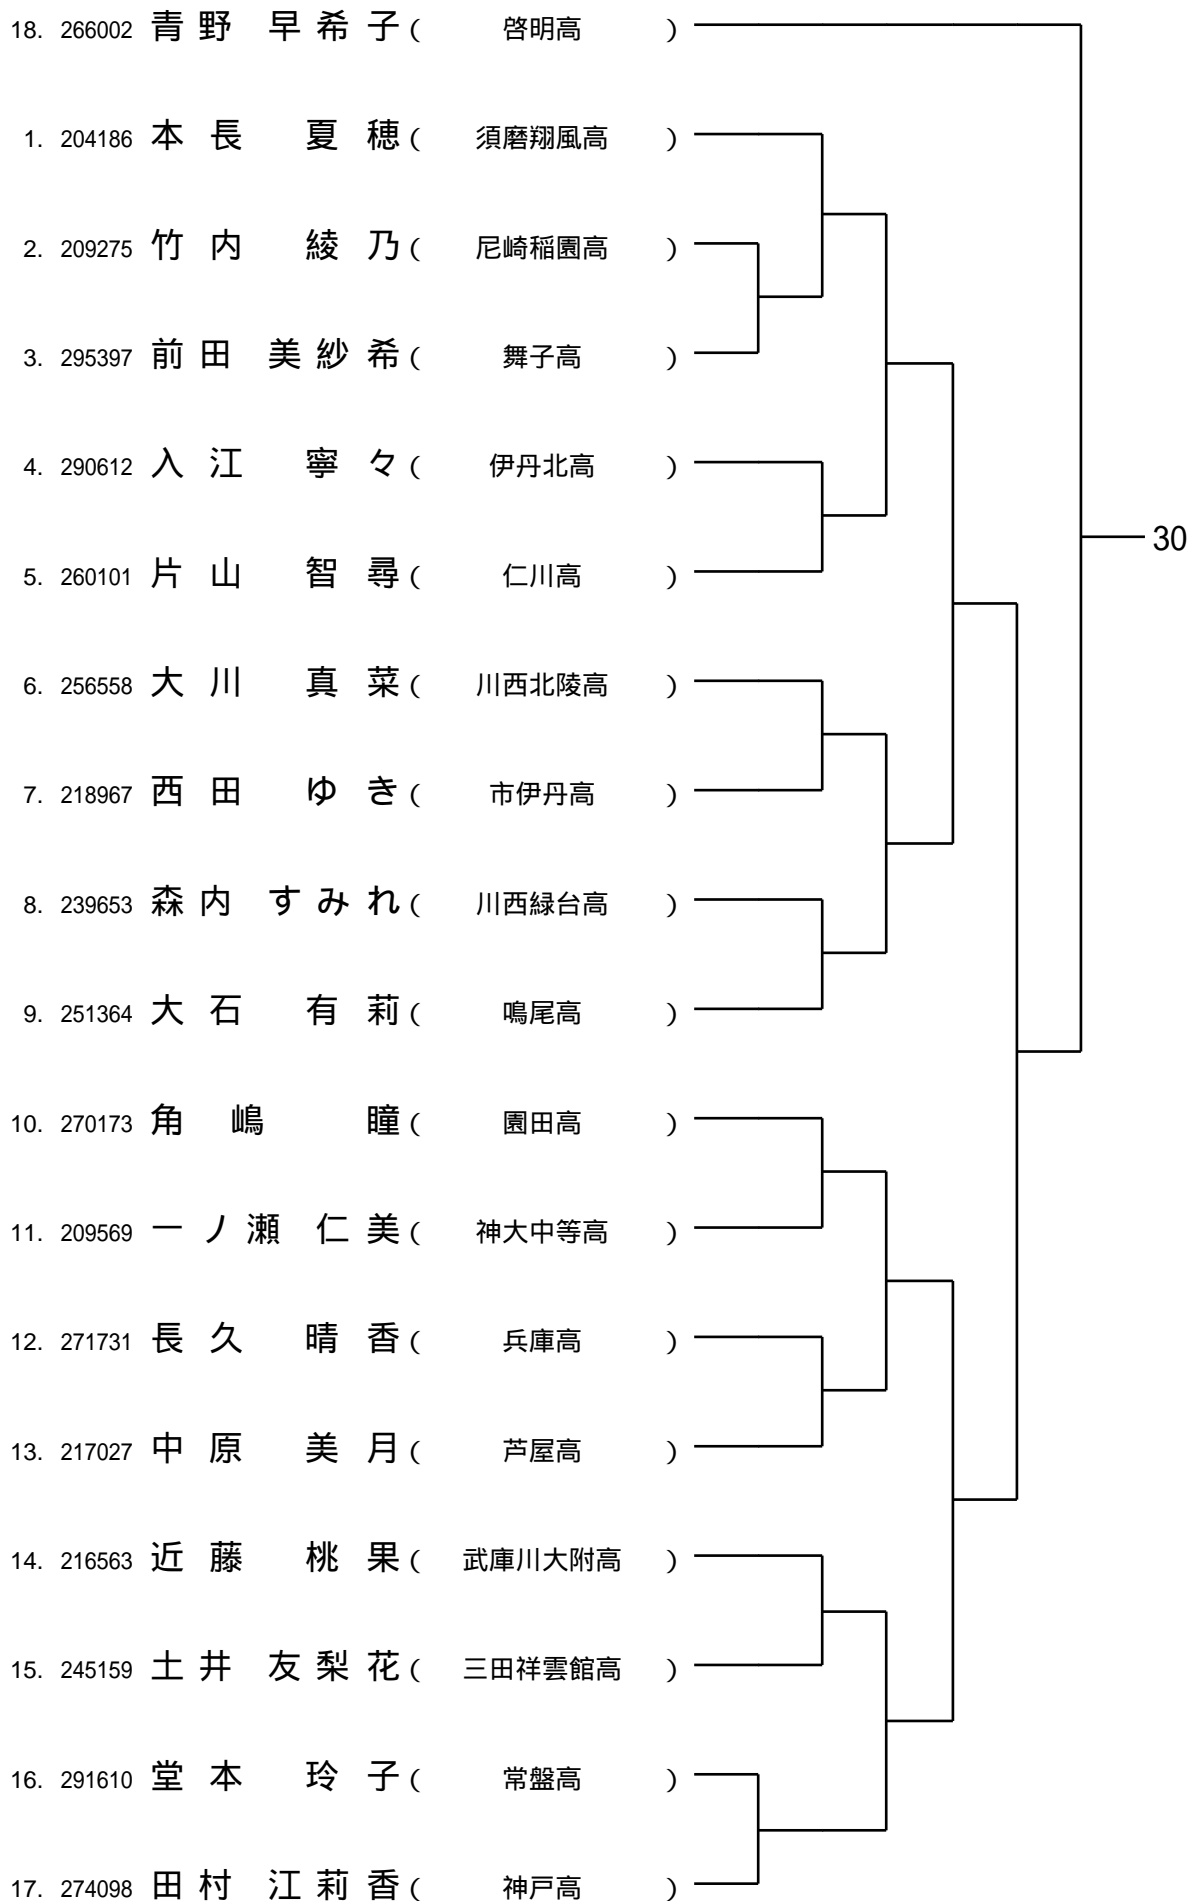 18. 266002 青野 早希子( 啓明高 )
1. 204186 本長 夏穂( 須磨翔風高 )
2. 209275 竹内 綾乃( 尼崎稲園高 )
3. 295397 前田 美紗希( 舞子高 )
4. 290612 入江 寧々( 伊丹北高 )
5. 260101 片山 智尋( 仁川高 )
30
6. 256558 大川 真菜( 川西北陵高 )
7. 218967 西田 ゆき( 市伊丹高 )
8. 239653 森内 すみれ( 川西緑台高 )
9. 251364 大石 有莉( 鳴尾高 )
10. 270173 角嶋 瞳( 園田高 )
11. 209569 一ノ瀬 仁美( 神大中等高 )
12. 271731 長久 晴香( 兵庫高 )
13. 217027 中原 美月( 芦屋高 )
14. 216563 近藤 桃果( 武庫川大附高 )
15. 245159 土井 友梨花( 三田祥雲館高 )
16. 291610 堂本 玲子( 常盤高 )
17. 274098 田村 江莉香( 神戸高 )